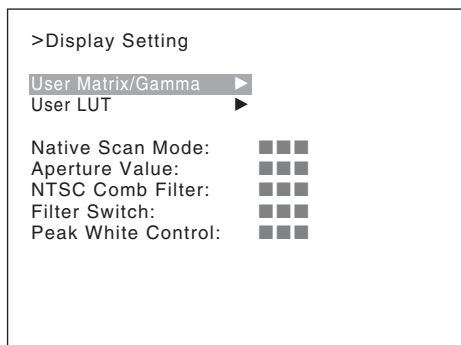 >Display Setting
User Matrix/Gamma ▶
User LUT ▶
Native Scan Mode: ■■■
Aperture Value: ■■■
NTSC Comb Filter: ■■■
Filter Switch: ■■■
Peak White Control: ■■■